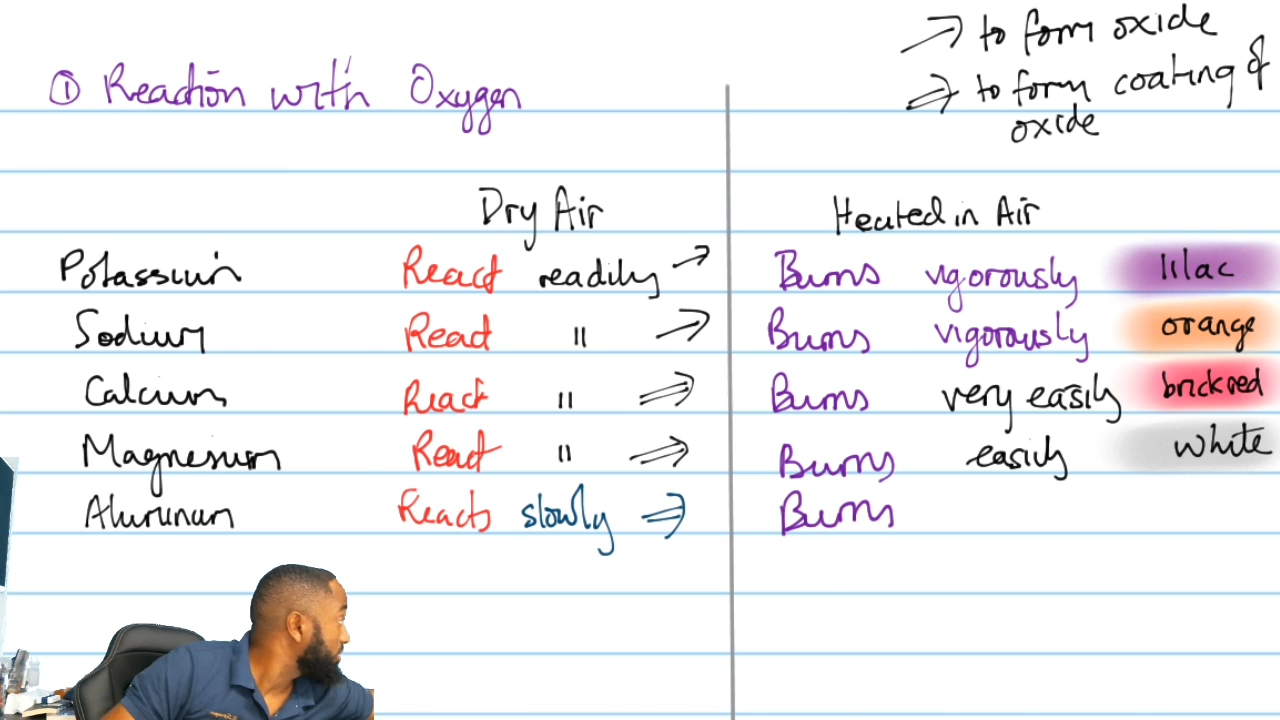 → to form oxide
⇒ to form coating of
oxide
① Reaction with Oxygen
Dry Air Heated in Air
Potassium React readily → Burns vigorously lilac
Sodium React " → Burns vigorously orange
Calcium React " ⇒ Burns very easily brick red
Magnesium React " ⇒ Burns easily white
Aluminum Reacts slowly ⇒ Burns